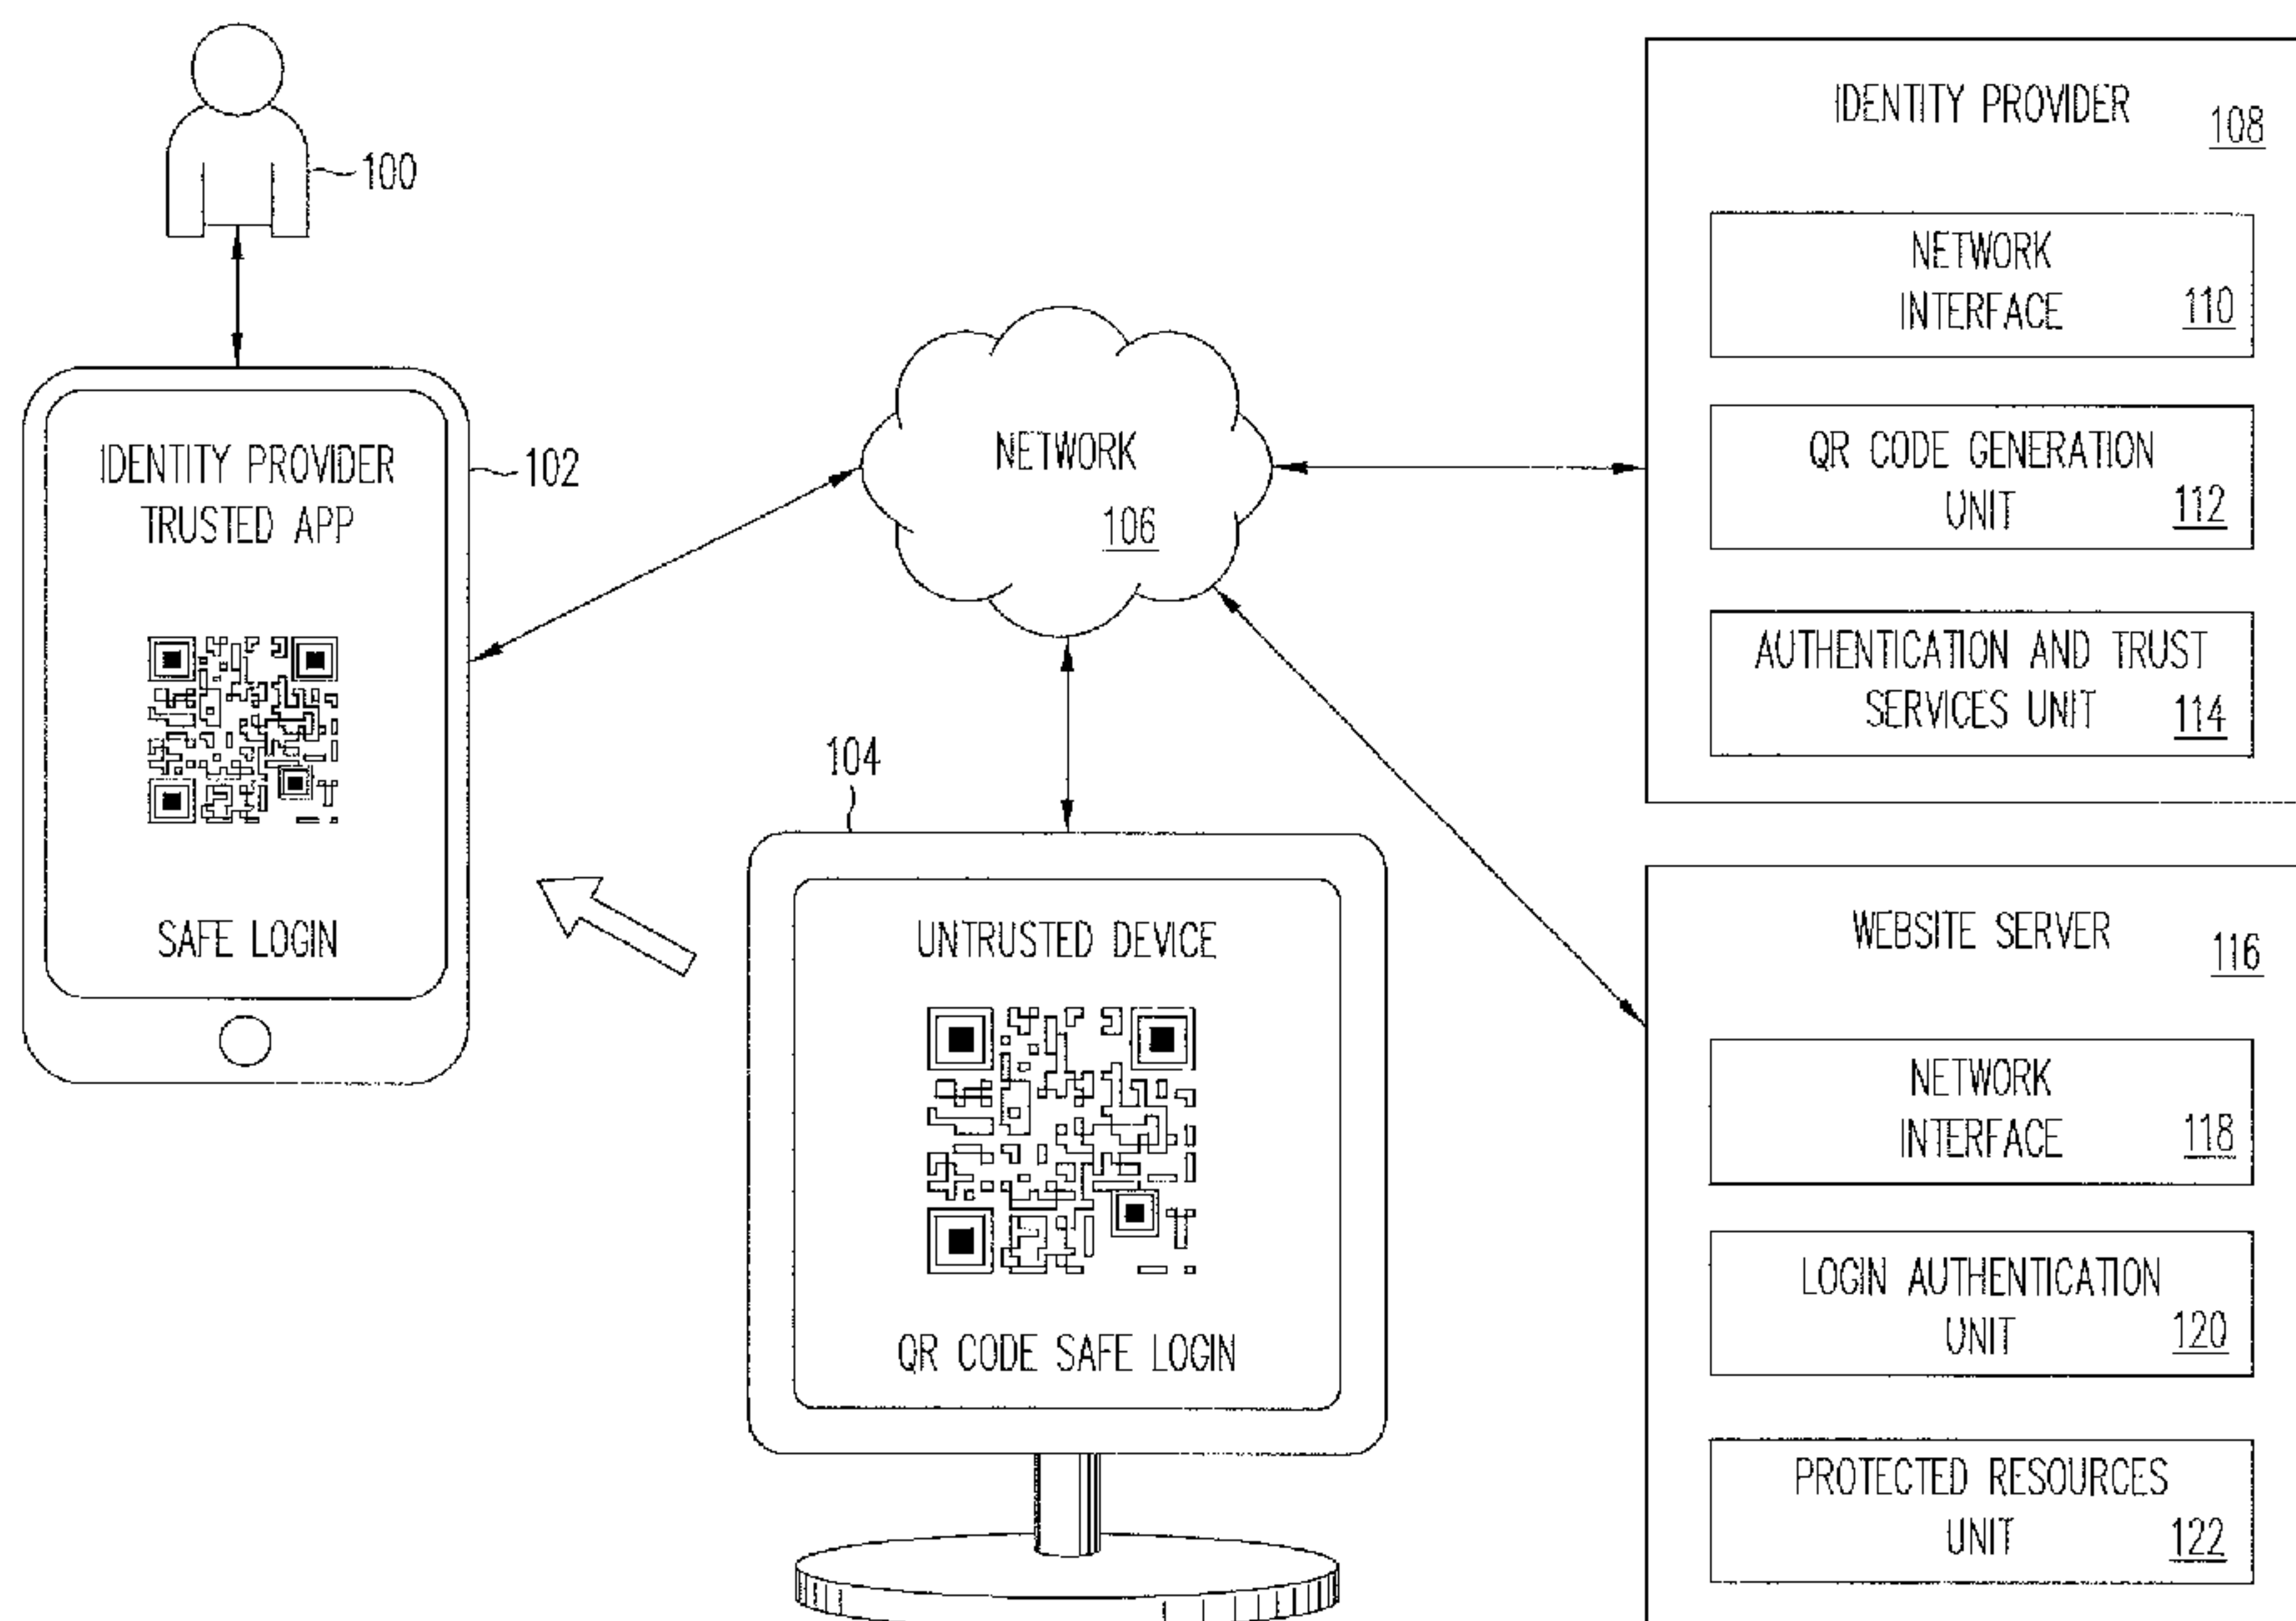 100
IDENTITY PROVIDER
TRUSTED APP
102
SAFE LOGIN
NETWORK
106
104
UNTRUSTED DEVICE
QR CODE SAFE LOGIN
IDENTITY PROVIDER
108
NETWORK
INTERFACE 110
QR CODE GENERATION
UNIT 112
AUTHENTICATION AND TRUST
SERVICES UNIT 114
WEBSITE SERVER
116
NETWORK
INTERFACE 118
LOGIN AUTHENTICATION
UNIT 120
PROTECTED RESOURCES
UNIT 122